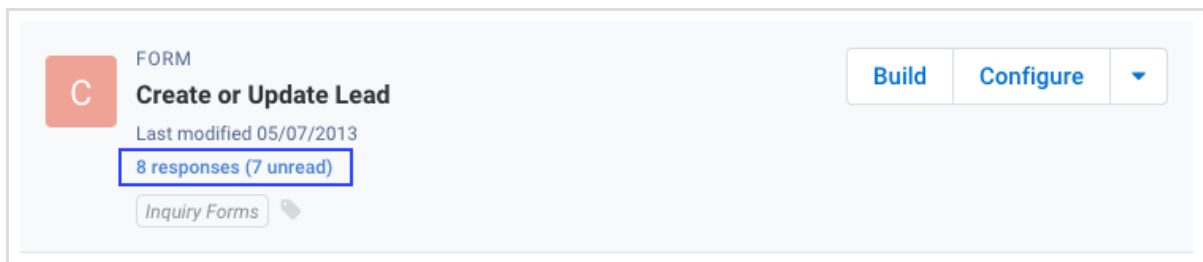 FORM
C
Create or Update Lead
Last modified 05/07/2013
8 responses (7 unread)
Inquiry Forms
Build
Configure